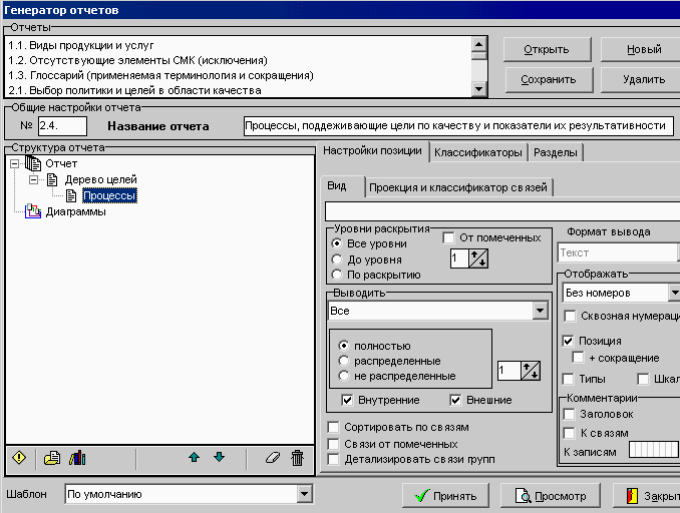 Генератор отчетов
Отчеты
1.1. Виды продукции и услуг
1.2. Отсутствующие элементы СМК (исключения)
1.3. Глоссарий (применяемая терминология и сокращения)
2.1. Выбор политики и целей в области качества
Открыть
Новый
Сохранить
Удалить
Общие настройки отчета
№ 2.4. Название отчета Процессы, поддеживающие цели по качеству и показатели их результативности
Структура отчета
Отчет
Дерево целей
Процессы
Диаграммы
Настройки позиции Классификаторы Разделы
Вид Проекция и классификатор связей
Уровни раскрытия
Все уровни
От помеченных
До уровня 1
По раскрытию
Формат вывода
Текст
Выводить
Все
полностью
распределенные
не распределенные
1
Внутренние Внешние
Отображать
Без номеров
Сквозная нумераци
Позиция
+ сокращение
Типы Шкал
Комментарии
Заголовок
К связям
К записям
Сортировать по связям
Связи от помеченных
Детализировать связи групп
Шаблон По умолчанию
Принять Просмотр Закрыт